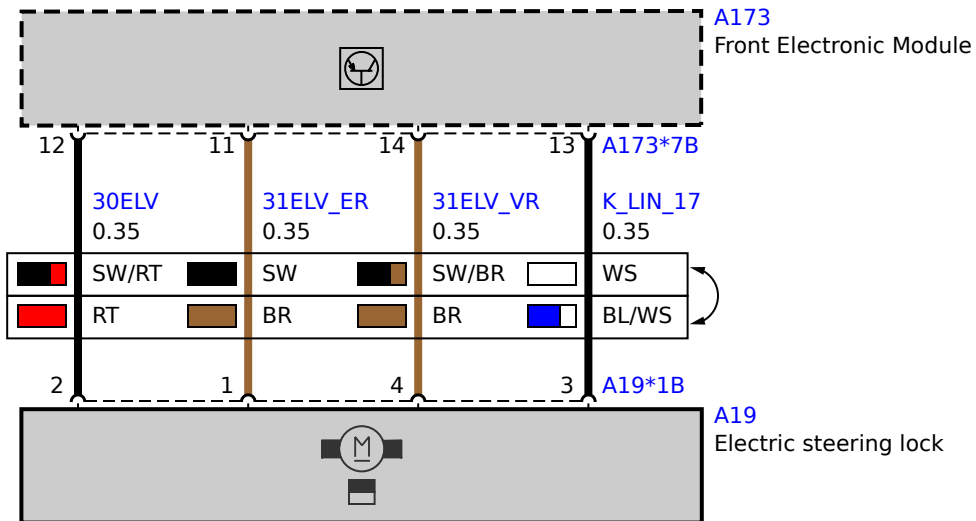 A173
Front Electronic Module
12 11 14 13 A173*7B
30ELV 31ELV_ER 31ELV_VR K_LIN_17
0.35 0.35 0.35 0.35
SW/RT SW SW/BR WS
RT BR BR BL/WS
2 1 4 3 A19*1B
A19
Electric steering lock
M